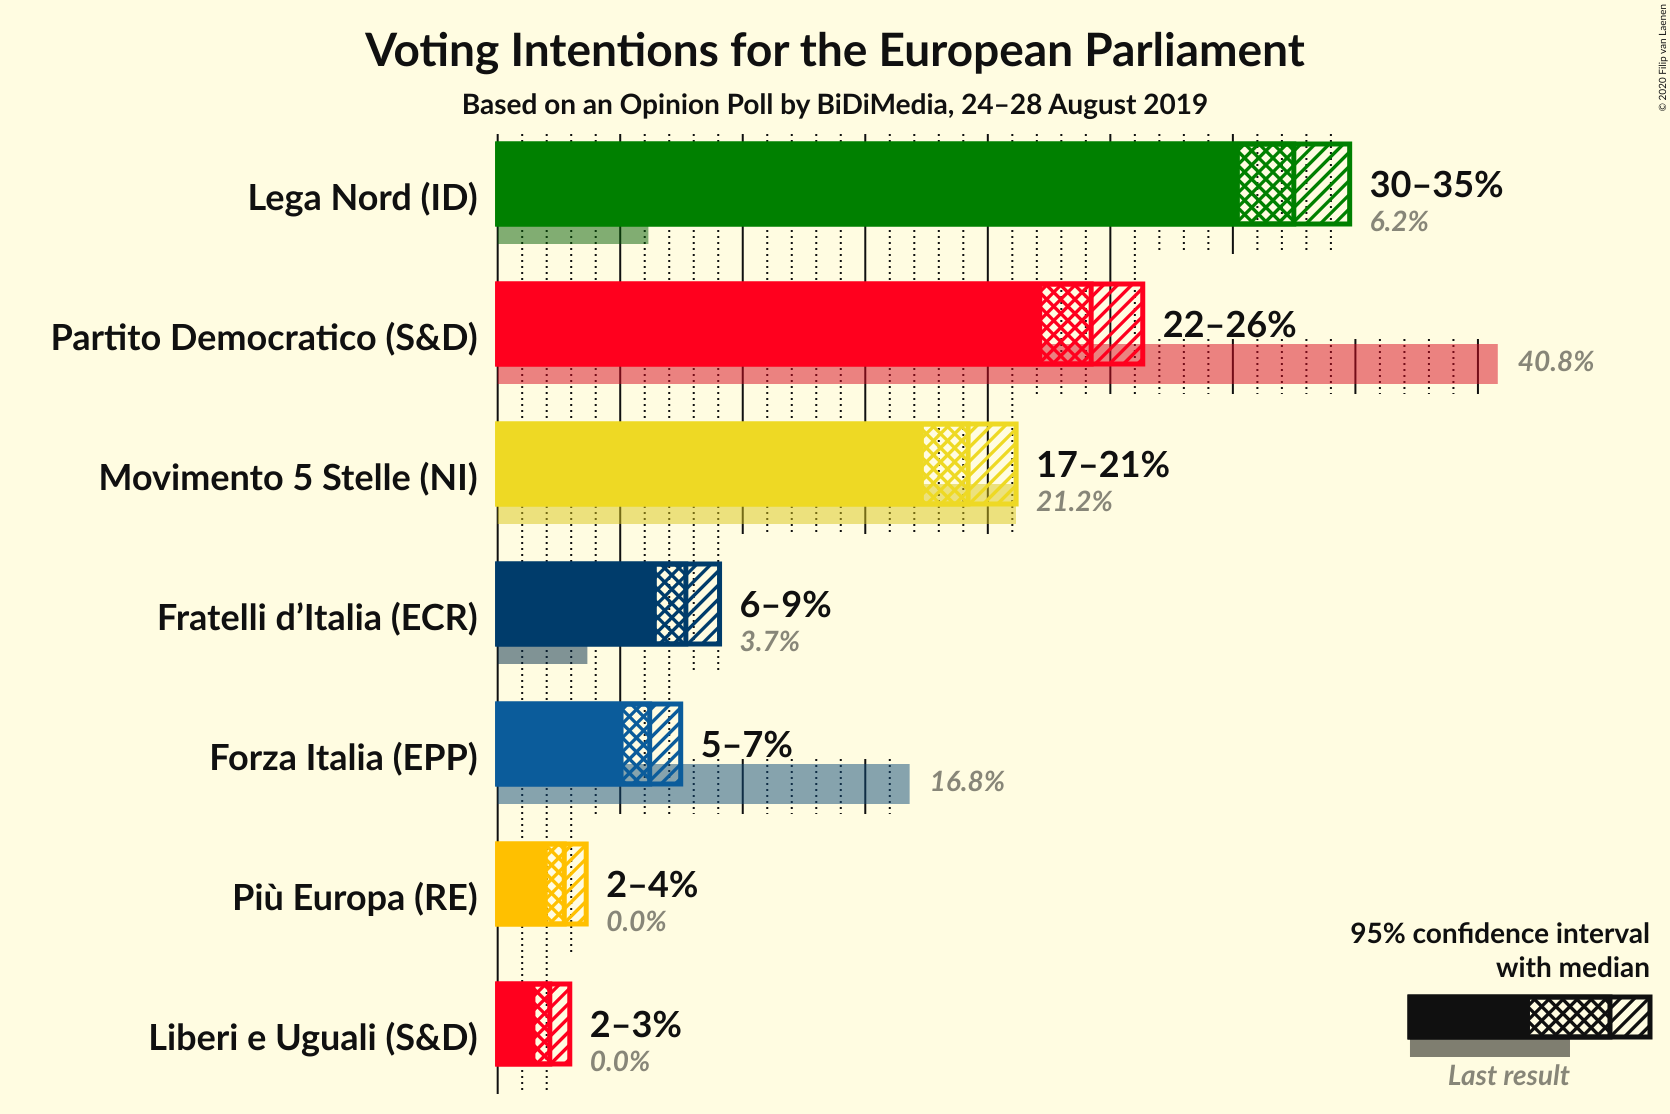 Voting Intentions for the European Parliament
Based on an Opinion Poll by BiDiMedia, 24–28 August 2019
© 2020 Filip van Laenen
Lega Nord (ID)
30–35%
6.2%
Partito Democratico (S&D)
22–26%
40.8%
Movimento 5 Stelle (NI)
17–21%
21.2%
Fratelli d’Italia (ECR)
6–9%
3.7%
Forza Italia (EPP)
5–7%
16.8%
Più Europa (RE)
2–4%
0.0%
Liberi e Uguali (S&D)
2–3%
0.0%
95% confidence interval
with median
Last result